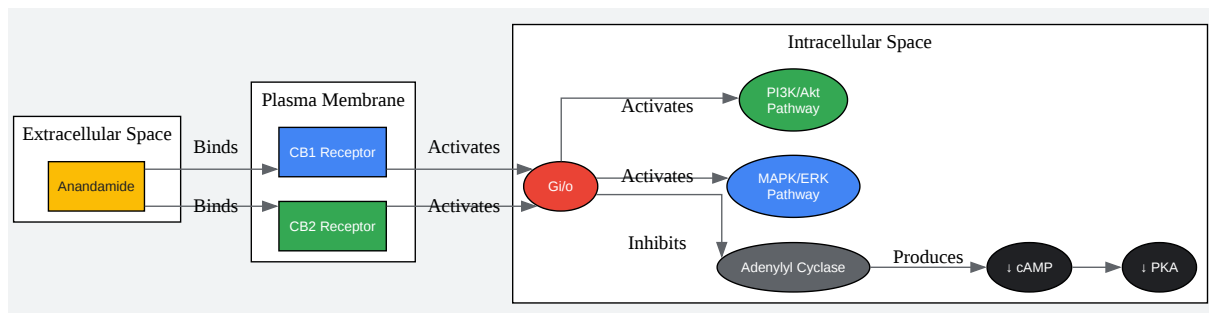 Extracellular Space
Anandamide
Binds
Binds
Plasma Membrane
CB1 Receptor
CB2 Receptor
Activates
Activates
Intracellular Space
Gi/o
Activates
PI3K/Akt
Pathway
Activates
MAPK/ERK
Pathway
Inhibits
Adenylyl Cyclase
Produces
↓ cAMP
↓ PKA